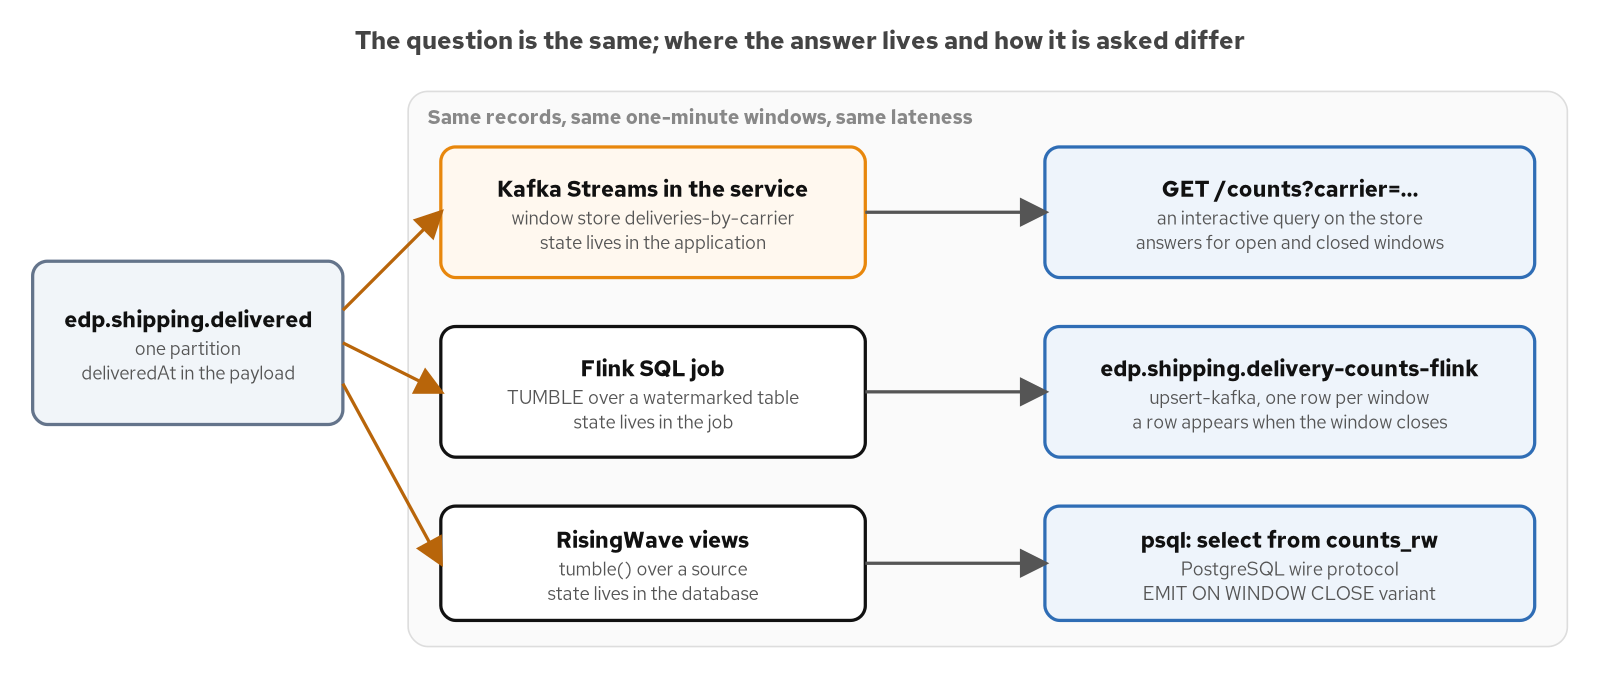 The question is the same; where the answer lives and how it is asked differ
Same records, same one-minute windows, same lateness
edp.shipping.delivered
one partition
deliveredAt in the payload
Kafka Streams in the service
window store deliveries-by-carrier
state lives in the application
GET /counts?carrier=...
an interactive query on the store
answers for open and closed windows
Flink SQL job
TUMBLE over a watermarked table
state lives in the job
edp.shipping.delivery-counts-flink
upsert-kafka, one row per window
a row appears when the window closes
RisingWave views
tumble() over a source
state lives in the database
psql: select from counts_rw
PostgreSQL wire protocol
EMIT ON WINDOW CLOSE variant